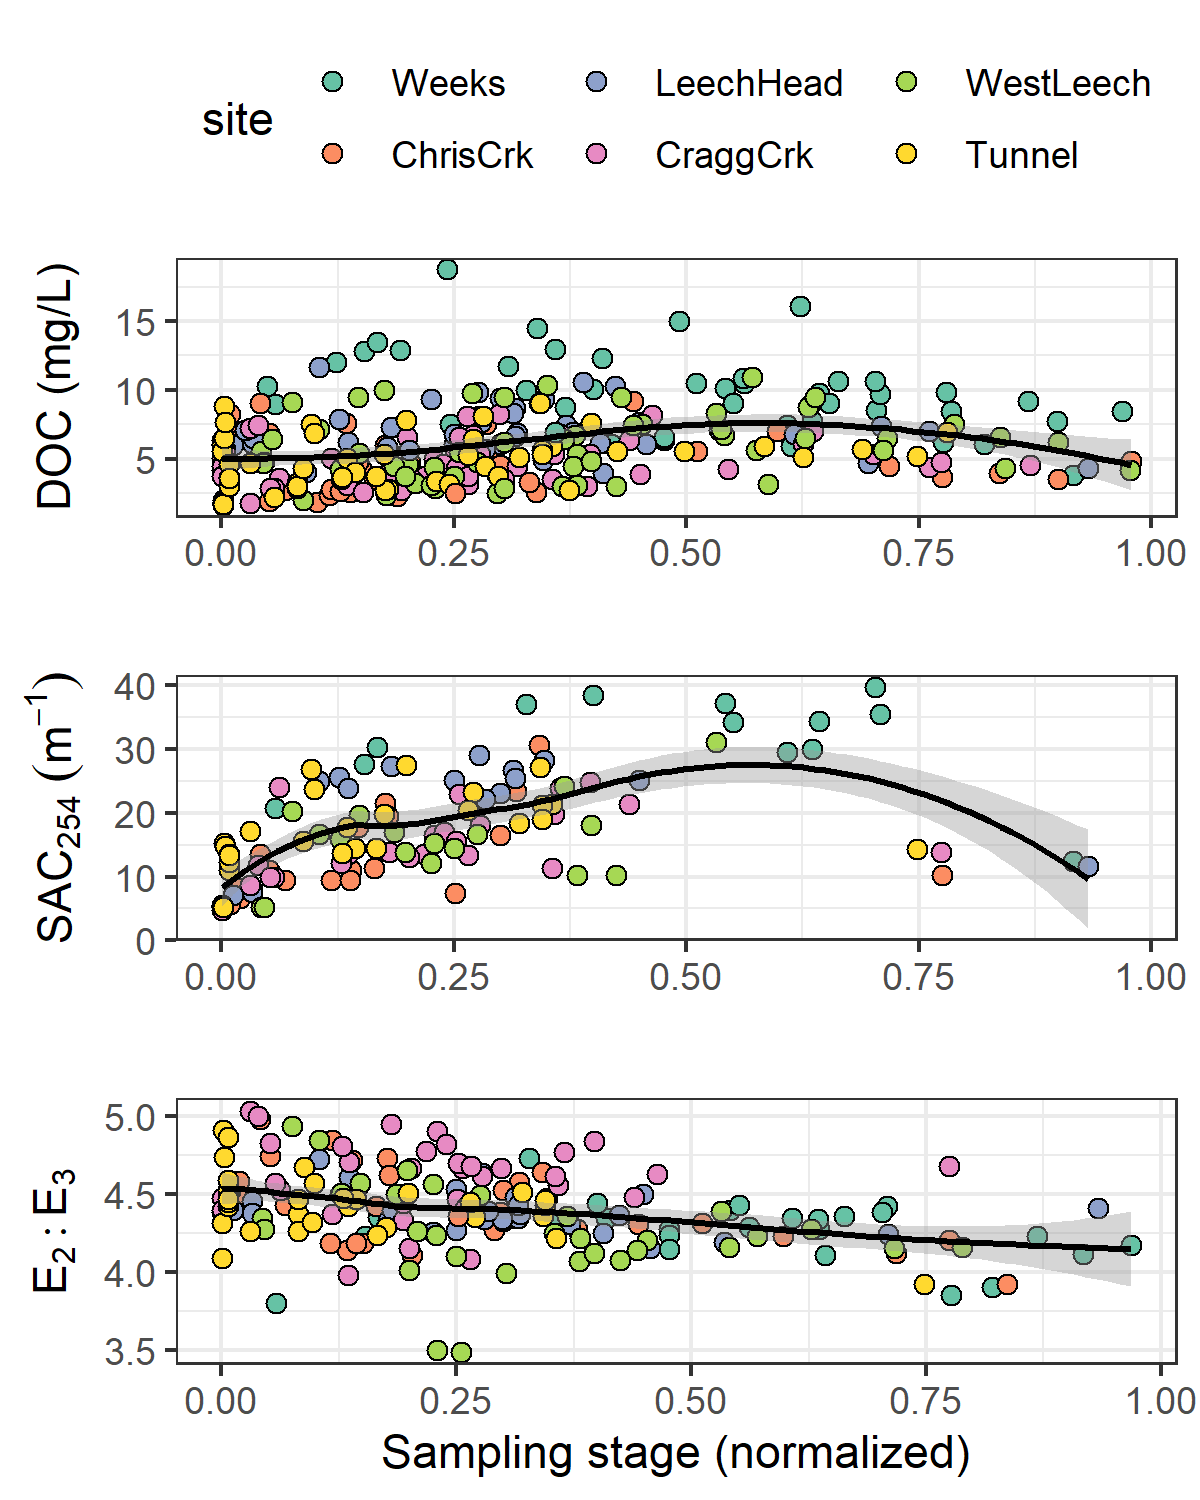 site Weeks LeechHead WestLeech
ChrisCrk CraggCrk Tunnel
DOC (mg/L)
15
10
5
0.00 0.25 0.50 0.75 1.00
SAC₂₅₄ (m⁻¹)
40
30
20
10
0
0.00 0.25 0.50 0.75 1.00
E₂ : E₃
5.0
4.5
4.0
3.5
0.00 0.25 0.50 0.75 1.00
Sampling stage (normalized)